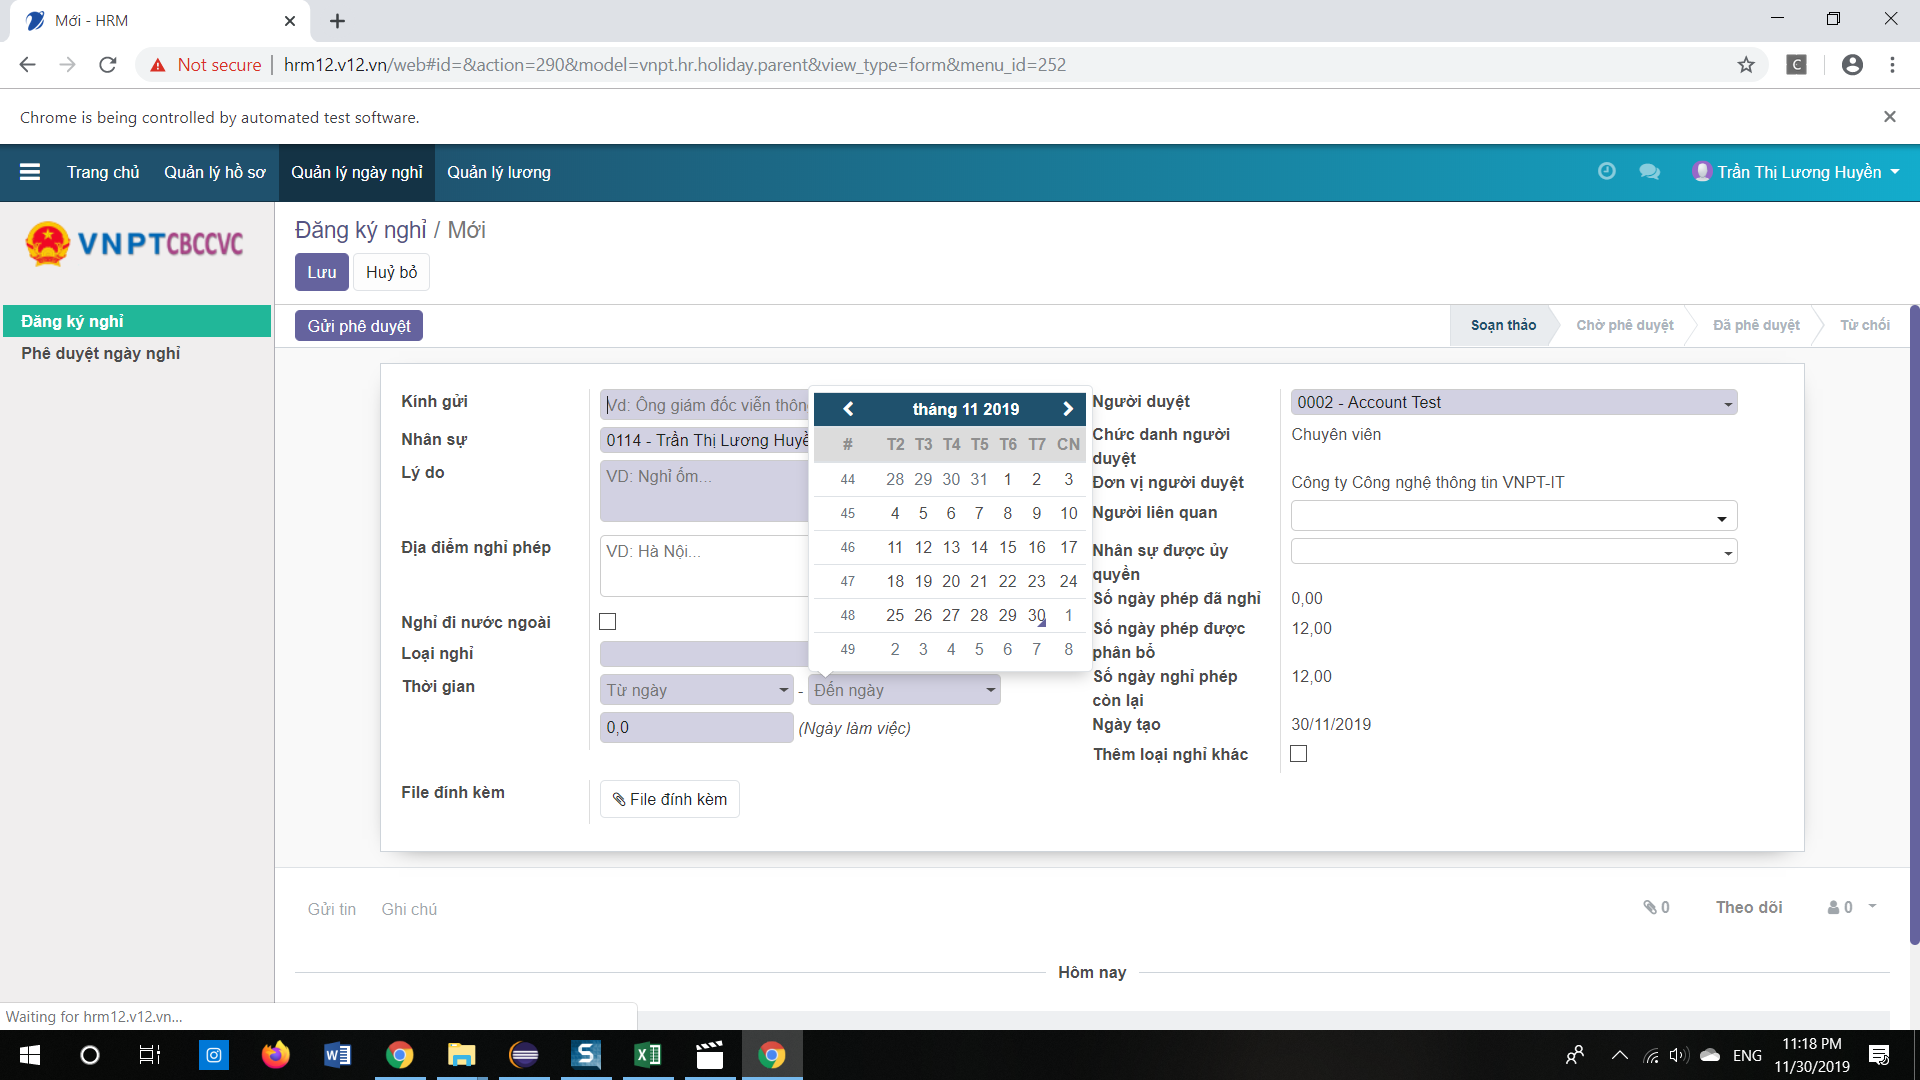 Mới - HRM
Not secure
hrm12.v12.vn/web#id=&action=290&model=vnpt.hr.holiday.parent&view_type=form&menu_id=252
Chrome is being controlled by automated test software.
Trang chủ Quản lý hồ sơ Quản lý ngày nghỉ Quản lý lương
Trần Thị Lương Huyền
VNPT CBCCVC
Đăng ký nghỉ / Mới
Lưu Huỷ bỏ
Đăng ký nghỉ
Phê duyệt ngày nghỉ
Gửi phê duyệt
Soạn thảo Chờ phê duyệt Đã phê duyệt Từ chối
Kính gửi
Vd: Ông giám đốc viễn thôn
Nhân sự
0114 - Trần Thị Lương Huyề
Lý do
VD: Nghỉ ốm...
Địa điểm nghỉ phép
VD: Hà Nội...
Nghỉ đi nước ngoài
Loại nghỉ
Thời gian
Từ ngày - Đến ngày
0,0 (Ngày làm việc)
File đính kèm
File đính kèm
tháng 11 2019
# T2 T3 T4 T5 T6 T7 CN
44 28 29 30 31 1 2 3
45 4 5 6 7 8 9 10
46 11 12 13 14 15 16 17
47 18 19 20 21 22 23 24
48 25 26 27 28 29 30 1
49 2 3 4 5 6 7 8
Người duyệt
0002 - Account Test
Chức danh người
duyệt
Chuyên viên
Đơn vị người duyệt
Công ty Công nghệ thông tin VNPT-IT
Người liên quan
Nhân sự được ủy
quyền
Số ngày phép đã nghỉ
0,00
Số ngày phép được
phân bổ
12,00
Số ngày nghỉ phép
còn lại
12,00
Ngày tạo
30/11/2019
Thêm loại nghỉ khác
Gửi tin Ghi chú
0 Theo dõi 0
Hôm nay
Waiting for hrm12.v12.vn...
ENG
11:18 PM
11/30/2019